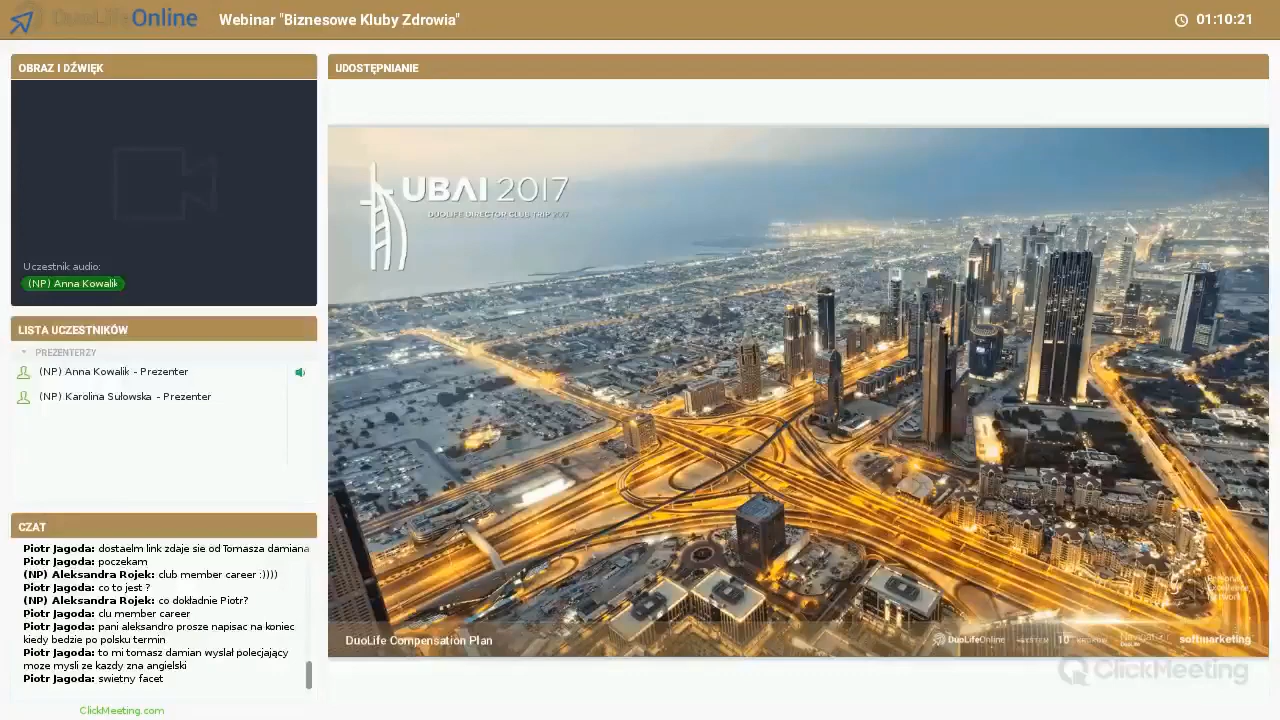 DuoLifeOnline
Webinar "Biznesowe Kluby Zdrowia"
01:10:21
OBRAZ I DŹWIĘK
Uczestnik audio:
(NP) Anna Kowalik
LISTA UCZESTNIKÓW
PREZENTERZY
(NP) Anna Kowalik - Prezenter
(NP) Karolina Sułowska - Prezenter
CZAT
Piotr Jagoda: dostaelm link zdaje sie od Tomasza damiana
Piotr Jagoda: poczekam
(NP) Aleksandra Rojek: club member career :))))
Piotr Jagoda: co to jest ?
(NP) Aleksandra Rojek: co dokładnie Piotr?
Piotr Jagoda: clu member career
Piotr Jagoda: pani aleksandro prosze napisac na koniec
kiedy bedzie po polsku termin
Piotr Jagoda: to mi tomasz damian wysłał polecjający
moze mysli ze kazdy zna angielski
Piotr Jagoda: swietny facet
ClickMeeting.com
UDOSTĘPNIANIE
UBAI 2017
DUOLIFE DIRECTOR CLUB TRIP 2017
Personal
Excellence
Network
DuoLife Compensation Plan
DuoLifeOnline
10
softmarketing
ClickMeeting